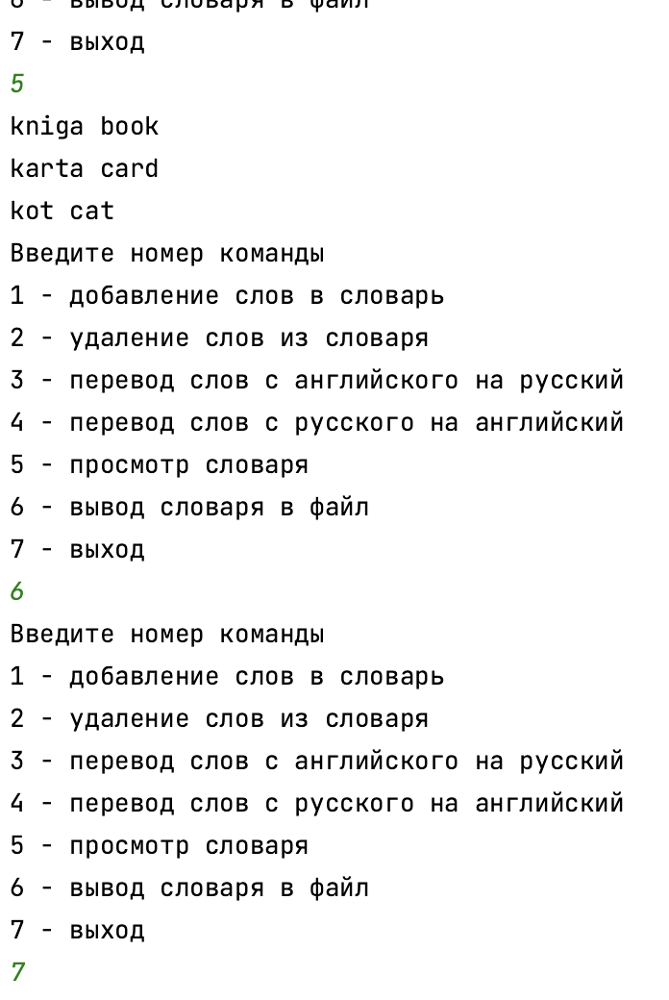 6 - вывод словаря в файл
7 - выход
5
kniga book
karta card
kot cat
Введите номер команды
1 - добавление слов в словарь
2 - удаление слов из словаря
3 - перевод слов с английского на русский
4 - перевод слов с русского на английский
5 - просмотр словаря
6 - вывод словаря в файл
7 - выход
6
Введите номер команды
1 - добавление слов в словарь
2 - удаление слов из словаря
3 - перевод слов с английского на русский
4 - перевод слов с русского на английский
5 - просмотр словаря
6 - вывод словаря в файл
7 - выход
7